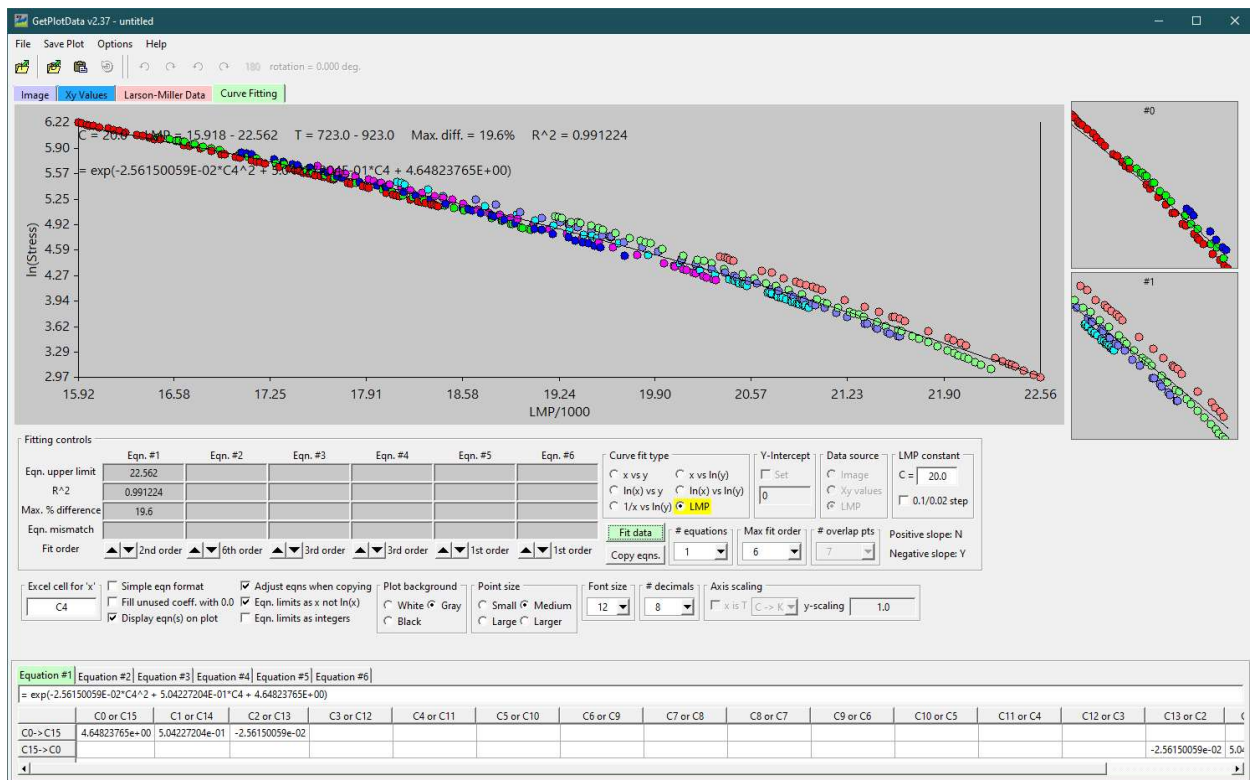 GetPlotData v2.37 - untitled
File Save Plot Options Help
180 rotation = 0.000 deg.
Image Xy Values Larson-Miller Data Curve Fitting
C = 20.0 LMP = 15.918 - 22.562 T = 723.0 - 923.0 Max. diff. = 19.6% R^2 = 0.991224
= exp(-2.56150059E-02*C4^2 + 5.04227204E-01*C4 + 4.64823765E+00)
ln(Stress)
6.22
5.90
5.57
5.25
4.92
4.59
4.27
3.94
3.62
3.29
2.97
15.92 16.58 17.25 17.91 18.58 19.24 19.90 20.57 21.23 21.90 22.56
LMP/1000
#0
#1
Fitting controls
Eqn. #1 Eqn. #2 Eqn. #3 Eqn. #4 Eqn. #5 Eqn. #6
Eqn. upper limit 22.562
R^2 0.991224
Max. % difference 19.6
Eqn. mismatch
Fit order 2nd order 6th order 3rd order 3rd order 1st order 1st order
Curve fit type
x vs y x vs ln(y)
ln(x) vs y ln(x) vs ln(y)
1/x vs ln(y) LMP
Y-Intercept
Set
0
Data source
Image
Xy values
LMP
LMP constant
C = 20.0
0.1/0.02 step
Fit data
Copy eqns.
# equations
1
Max fit order
6
# overlap pts
7
Positive slope: N
Negative slope: Y
Excel cell for 'x'
C4
Simple eqn format
Fill unused coeff. with 0.0
Display eqn(s) on plot
Adjust eqns when copying
Eqn. limits as x not ln(x)
Eqn. limits as integers
Plot background
White Gray
Black
Point size
Small Medium
Large Larger
Font size
12
# decimals
8
Axis scaling
x is T C -> K y-scaling 1.0
Equation #1 Equation #2 Equation #3 Equation #4 Equation #5 Equation #6
= exp(-2.56150059E-02*C4^2 + 5.04227204E-01*C4 + 4.64823765E+00)
C0 or C15 C1 or C14 C2 or C13 C3 or C12 C4 or C11 C5 or C10 C6 or C9 C7 or C8 C8 or C7 C9 or C6 C10 or C5 C11 or C4 C12 or C3 C13 or C2
C0->C15 4.64823765e+00 5.04227204e-01 -2.56150059e-02
C15->C0 -2.56150059e-02 5.04